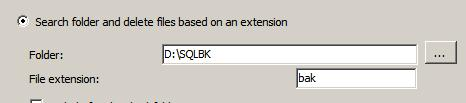 Search folder and delete files based on an extension
Folder: D:\SQLBK ...
File extension: bak